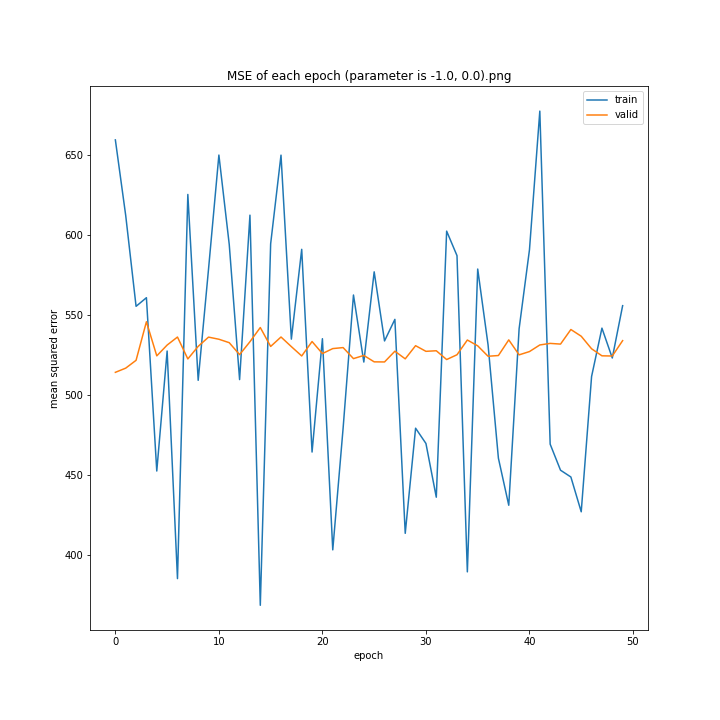 MSE of each epoch (parameter is -1.0, 0.0).png
train
valid
mean squared error
650
600
550
500
450
400
0 10 20 30 40 50
epoch